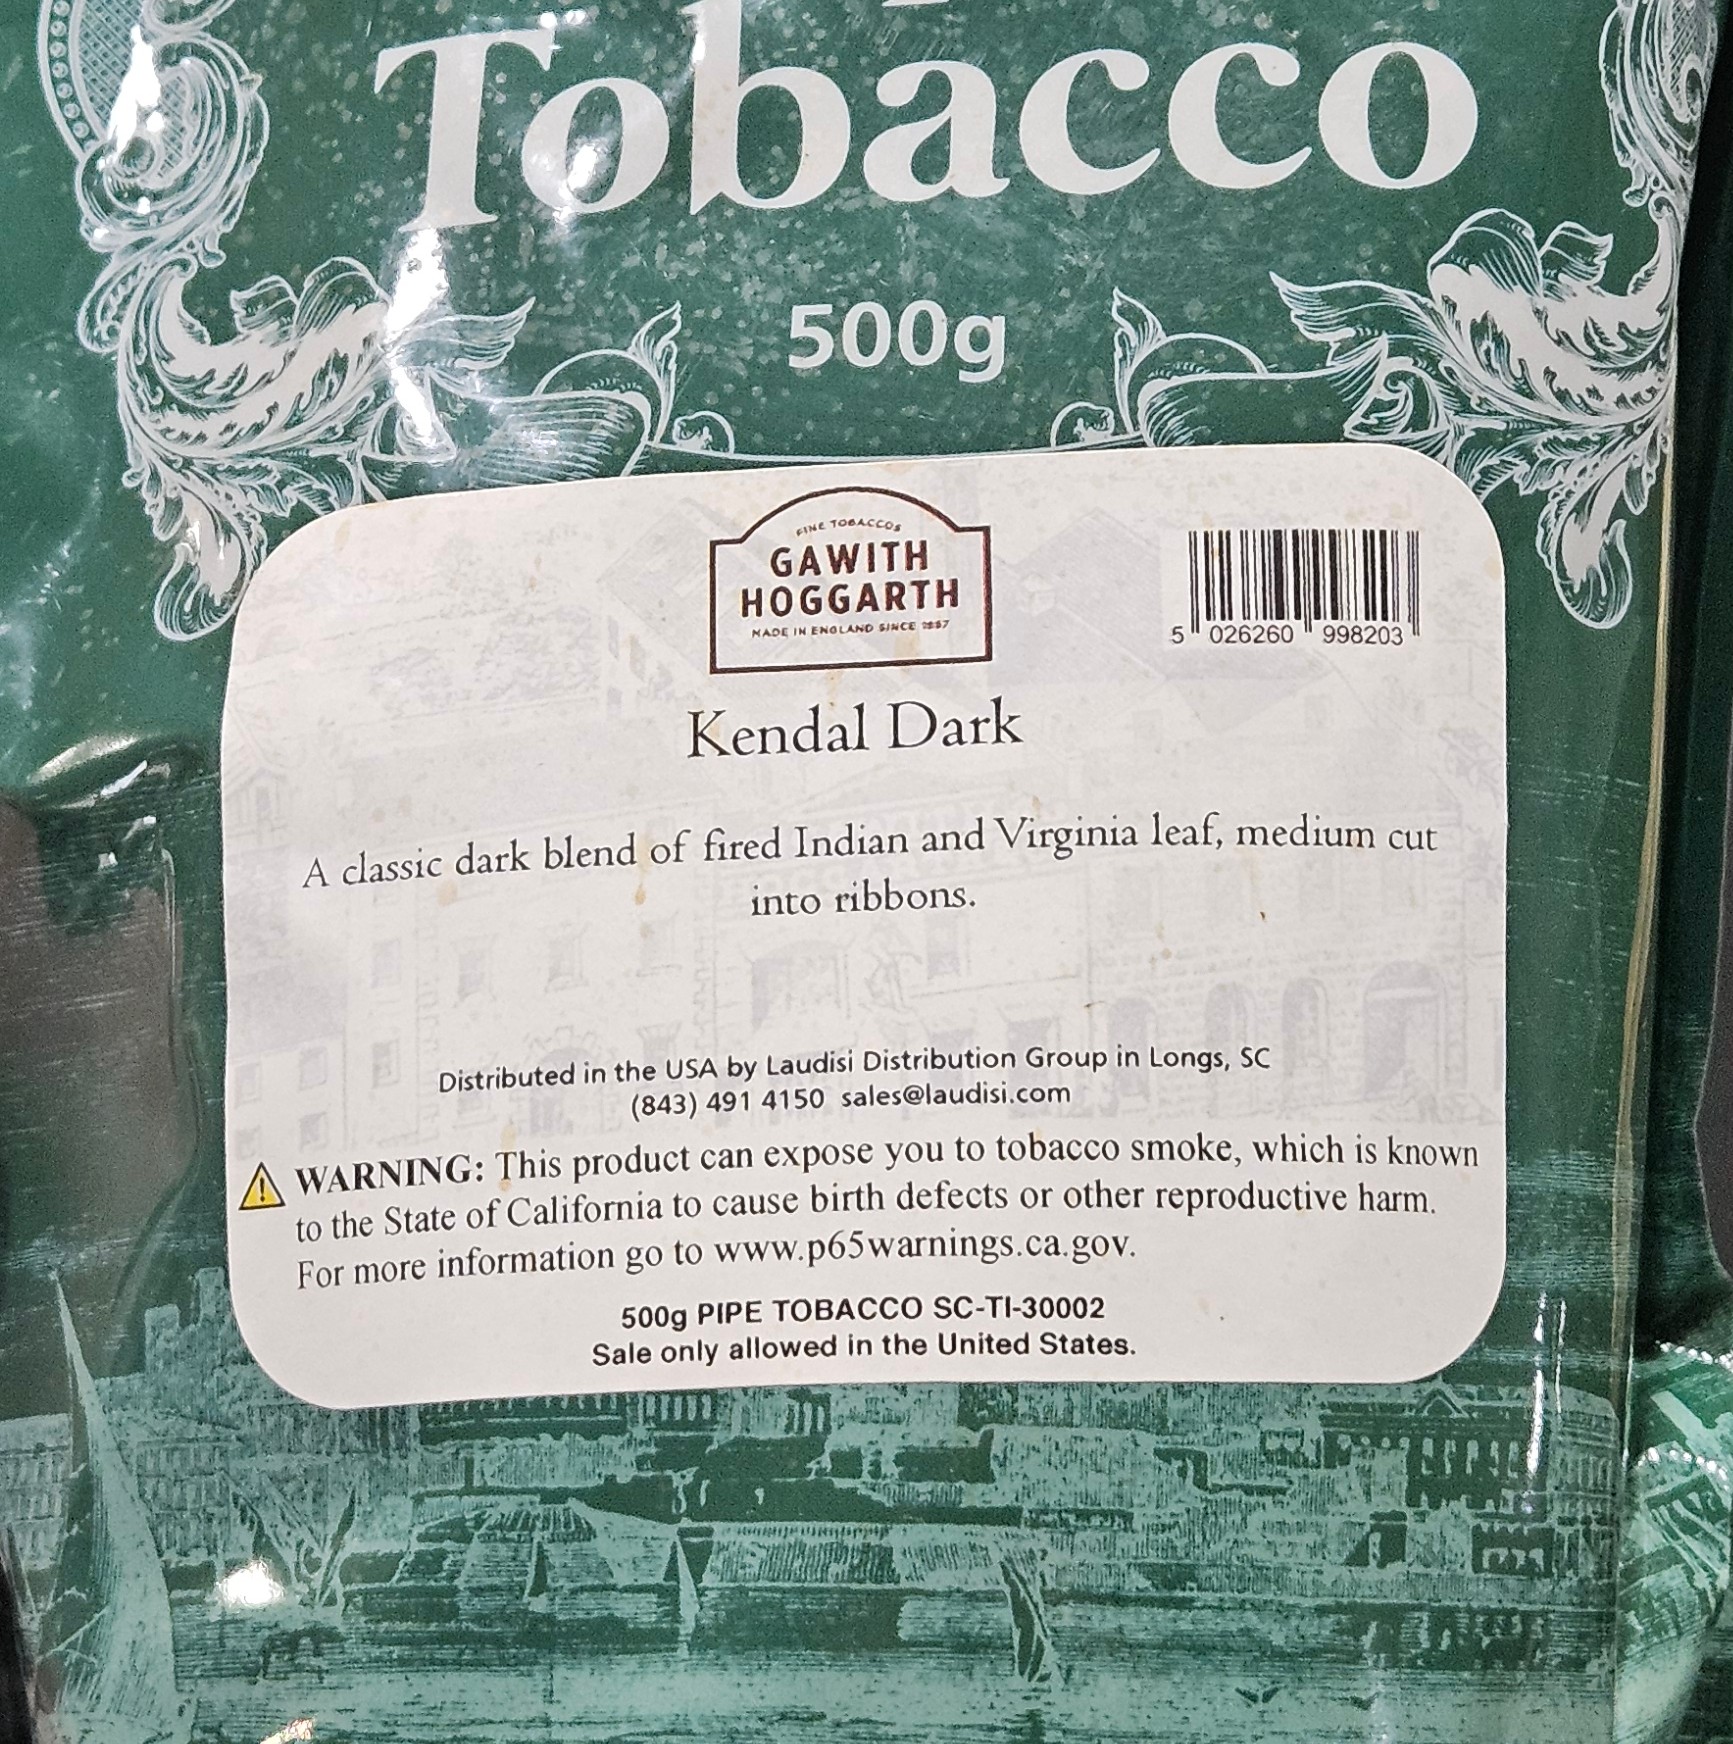 Tobacco
500g
FINE TOBACCOS
GAWITH
HOGGARTH
MADE IN ENGLAND SINCE 1887
5 026260 998203
Kendal Dark
A classic dark blend of fired Indian and Virginia leaf, medium cut
into ribbons.
Distributed in the USA by Laudisi Distribution Group in Longs, SC
(843) 491 4150 sales@laudisi.com
WARNING: This product can expose you to tobacco smoke, which is known
to the State of California to cause birth defects or other reproductive harm.
For more information go to www.p65warnings.ca.gov.
500g PIPE TOBACCO SC-TI-30002
Sale only allowed in the United States.